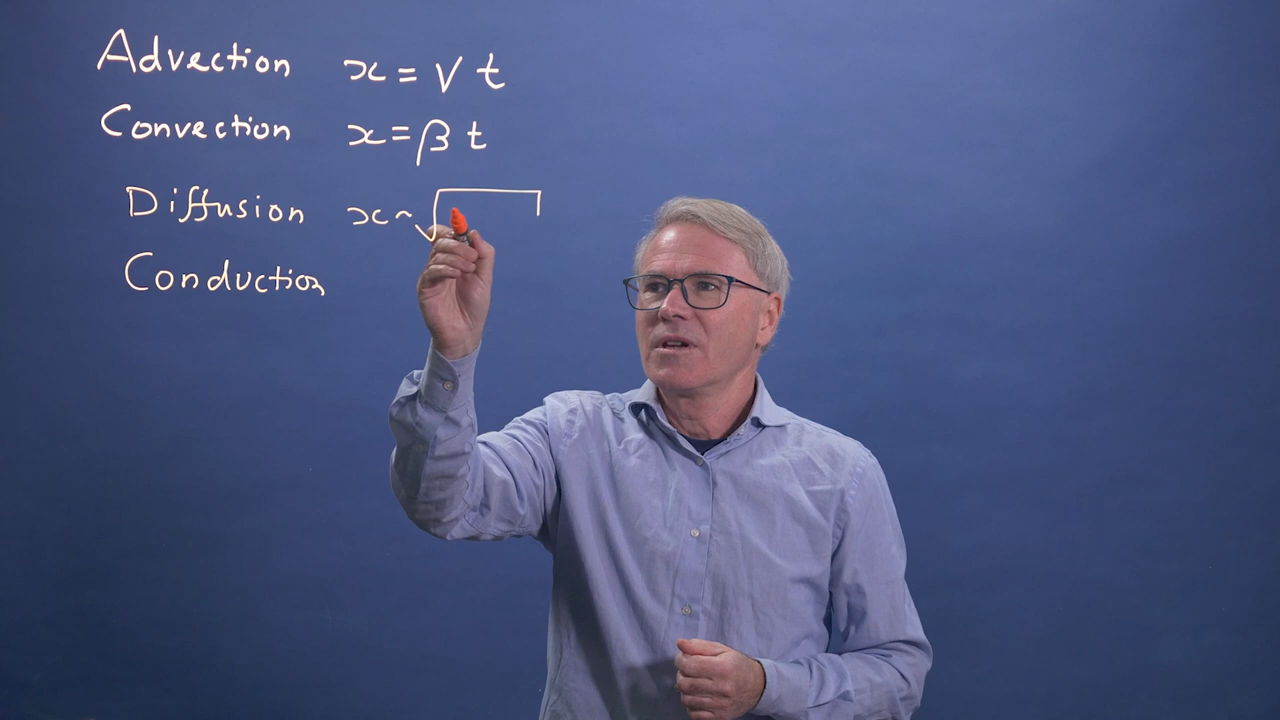 Advection x = v t
Convection x = β t
Diffusion x ~ √
Conduction